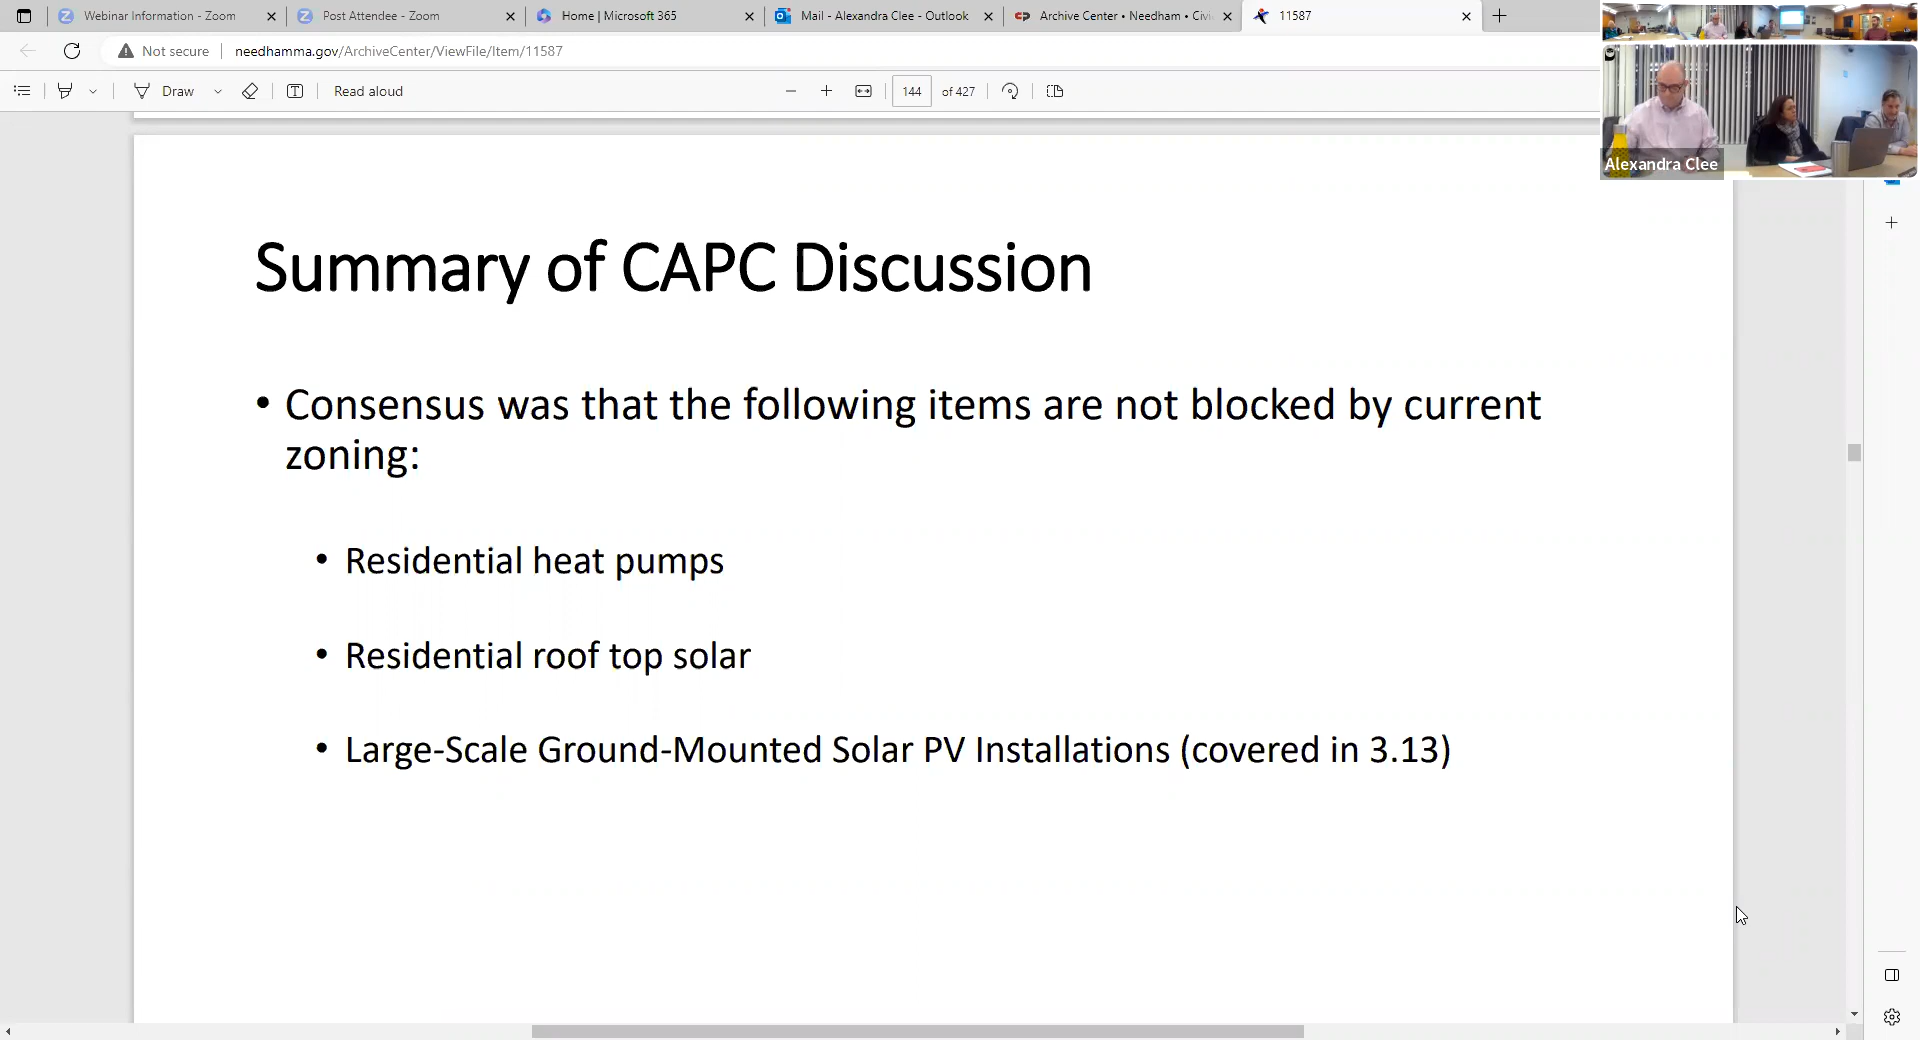 Webinar Information - Zoom
Post Attendee - Zoom
Home | Microsoft 365
Mail - Alexandra Clee - Outlook
Archive Center • Needham • Civi
11587
Not secure
needhamma.gov/ArchiveCenter/ViewFile/Item/11587
Draw
Read aloud
144 of 427
Alexandra Clee
Summary of CAPC Discussion
• Consensus was that the following items are not blocked by current
zoning:
• Residential heat pumps
• Residential roof top solar
• Large-Scale Ground-Mounted Solar PV Installations (covered in 3.13)